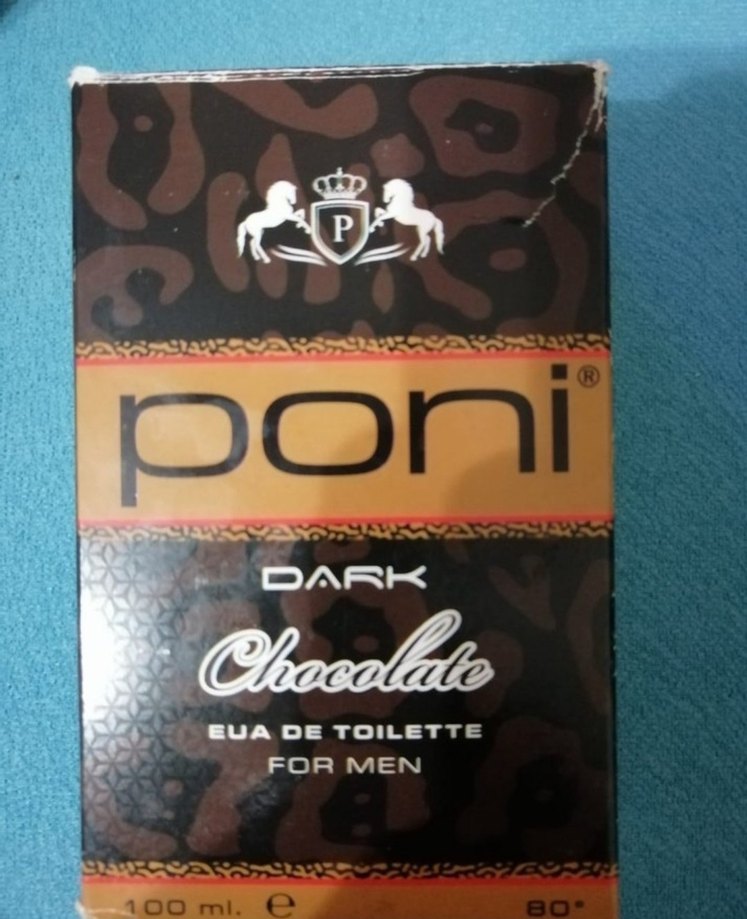 P
poni®
DARK
Chocolate
EUA DE TOILETTE
FOR MEN
100 ml. e 80°